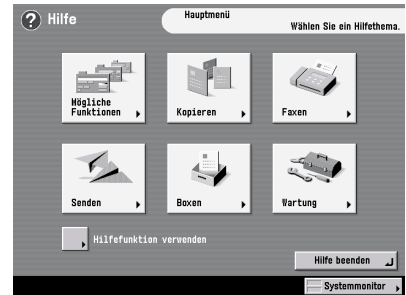 Hilfe
Hauptmenü
Wählen Sie ein Hilfethema.
Mögliche
Funktionen
Kopieren
Faxen
Senden
Boxen
Wartung
Hilfefunktion verwenden
Hilfe beenden
Systemmonitor